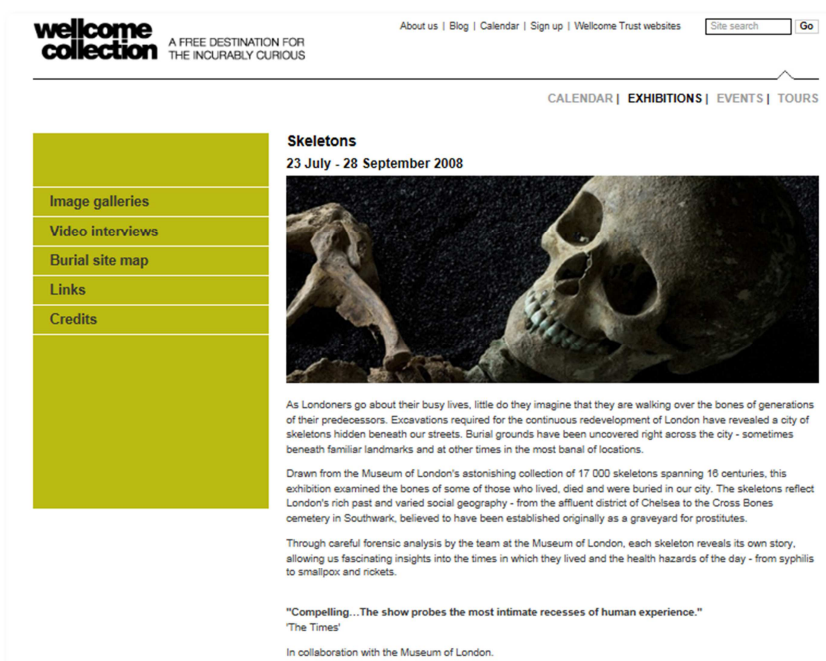 wellcome
collection
A FREE DESTINATION FOR
THE INCURABLY CURIOUS
About us | Blog | Calendar | Sign up | Wellcome Trust websites
Site search
Go
CALENDAR | EXHIBITIONS | EVENTS | TOURS
Image galleries
Video interviews
Burial site map
Links
Credits
Skeletons
23 July - 28 September 2008
As Londoners go about their busy lives, little do they imagine that they are walking over the bones of generations
of their predecessors. Excavations required for the continuous redevelopment of London have revealed a city of
skeletons hidden beneath our streets. Burial grounds have been uncovered right across the city - sometimes
beneath familiar landmarks and at other times in the most banal of locations.
Drawn from the Museum of London's astonishing collection of 17 000 skeletons spanning 16 centuries, this
exhibition examined the bones of some of those who lived, died and were buried in our city. The skeletons reflect
London's rich past and varied social geography - from the affluent district of Chelsea to the Cross Bones
cemetery in Southwark, believed to have been established originally as a graveyard for prostitutes.
Through careful forensic analysis by the team at the Museum of London, each skeleton reveals its own story,
allowing us fascinating insights into the times in which they lived and the health hazards of the day - from syphilis
to smallpox and rickets.
"Compelling...The show probes the most intimate recesses of human experience."
'The Times'
In collaboration with the Museum of London.